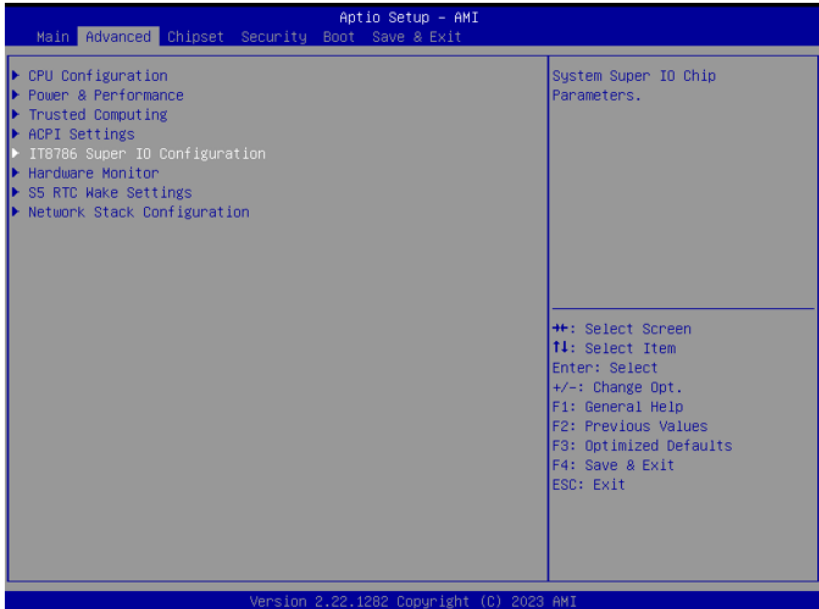 Aptio Setup – AMI
Main Advanced Chipset Security Boot Save & Exit
CPU Configuration
Power & Performance
Trusted Computing
ACPI Settings
IT8786 Super IO Configuration
Hardware Monitor
S5 RTC Wake Settings
Network Stack Configuration
System Super IO Chip
Parameters.
→←: Select Screen
↑↓: Select Item
Enter: Select
+/-: Change Opt.
F1: General Help
F2: Previous Values
F3: Optimized Defaults
F4: Save & Exit
ESC: Exit
Version 2.22.1282 Copyright (C) 2023 AMI